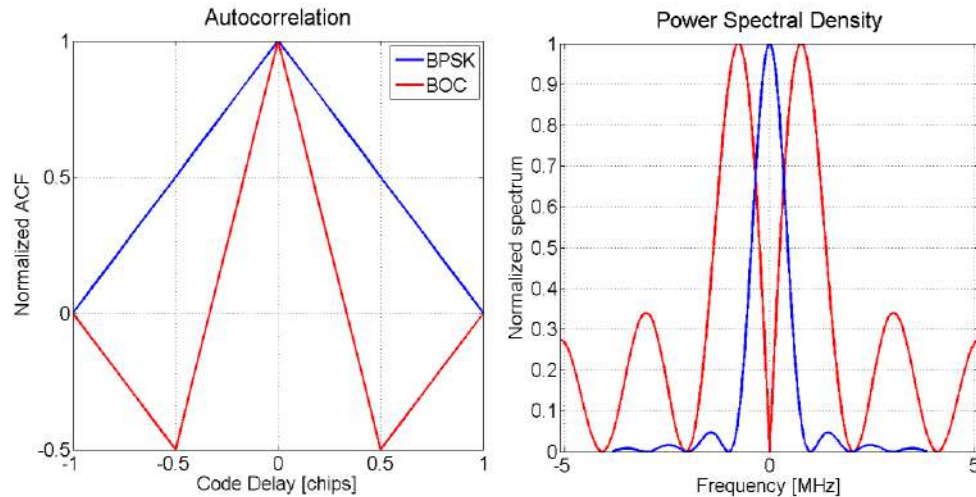 Autocorrelation
1
0.5
0
-0.5
-1
-0.5
0
0.5
1
Normalized ACF
Code Delay [chips]
BPSK
BOC
Power Spectral Density
1
0.9
0.8
0.7
0.6
0.5
0.4
0.3
0.2
0.1
0
-5
0
5
Normalized spectrum
Frequency [MHz]